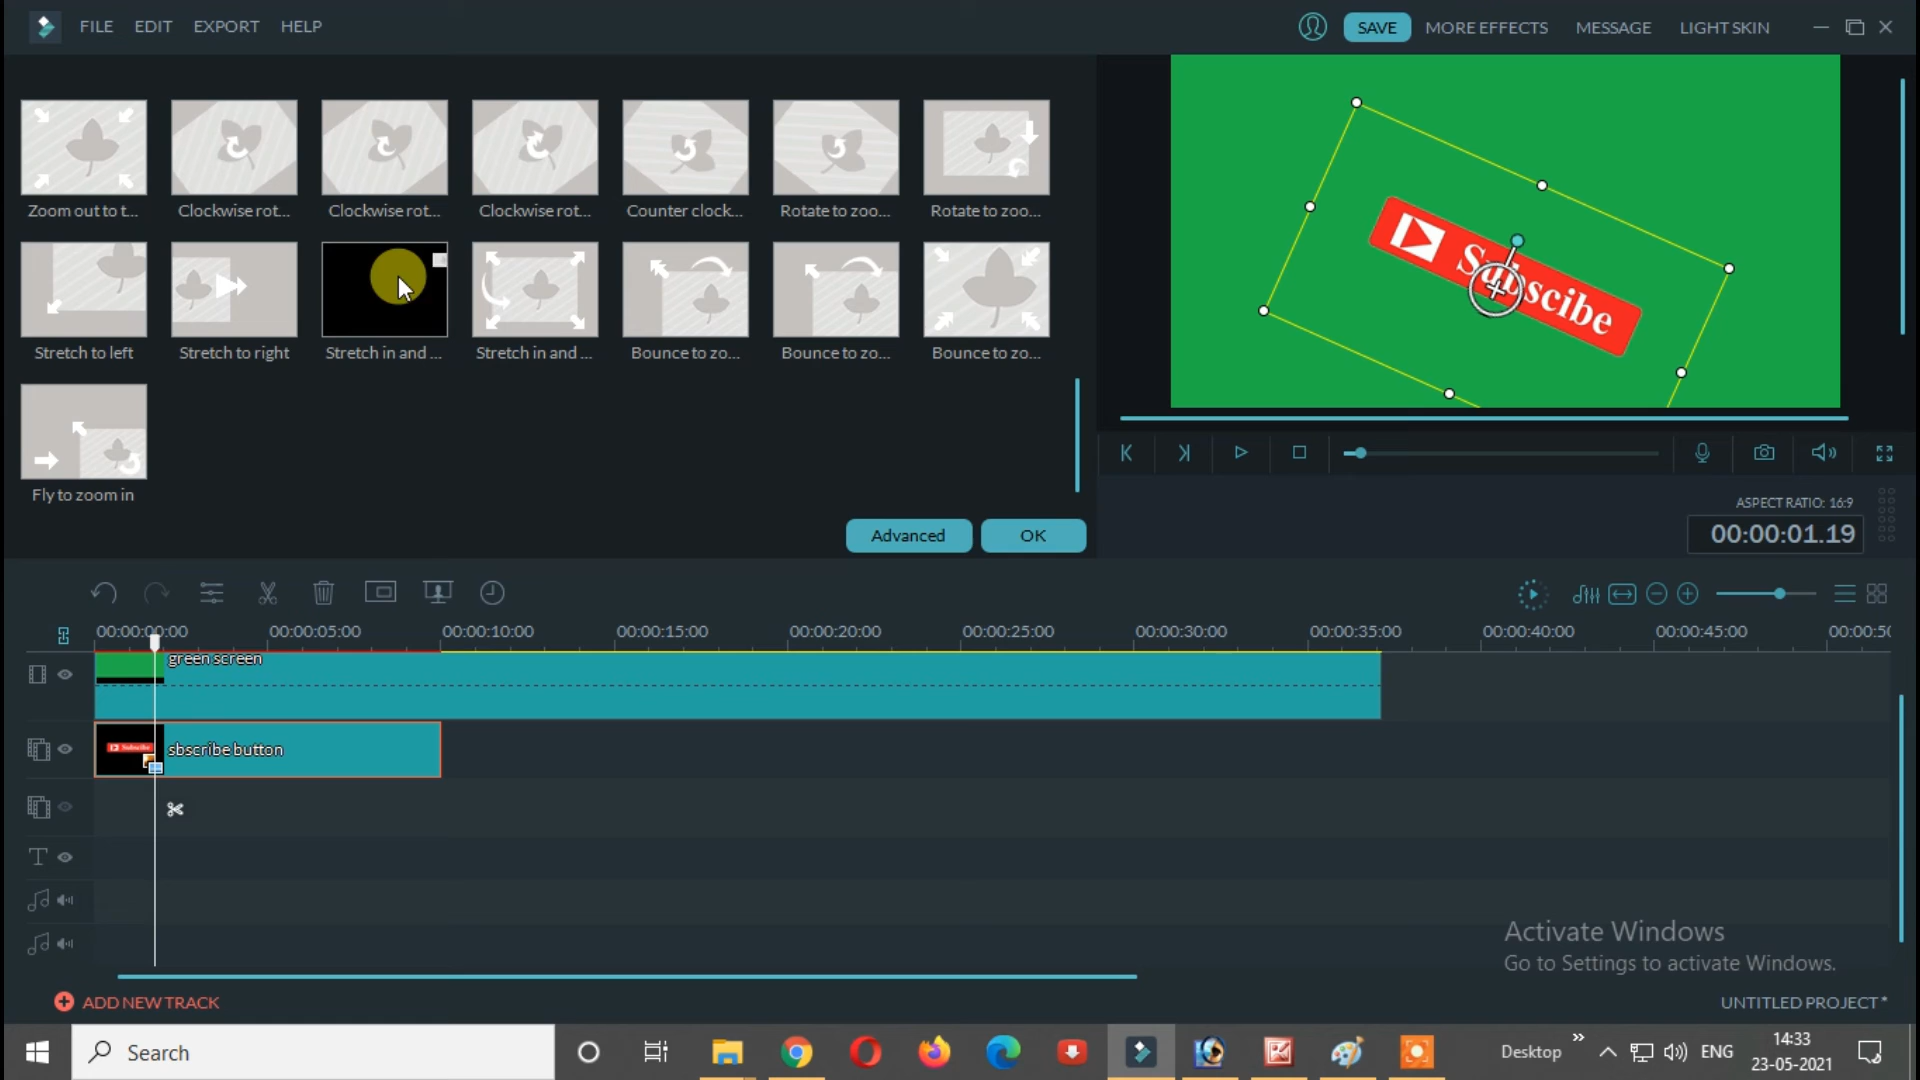 FILE EDIT EXPORT HELP SAVE MORE EFFECTS MESSAGE LIGHT SKIN
Zoom out to t... Clockwise rot... Clockwise rot... Clockwise rot... Counter clock... Rotate to zoo... Rotate to zoo...
Stretch to left Stretch to right Stretch in and ... Stretch in and ... Bounce to zo... Bounce to zo... Bounce to zo...
Fly to zoom in
Advanced OK
Subscibe
ASPECT RATIO: 16:9
00:00:01.19
00:00:00:00 00:00:05:00 00:00:10:00 00:00:15:00 00:00:20:00 00:00:25:00 00:00:30:00 00:00:35:00 00:00:40:00 00:00:45:00 00:00:50
green screen
sbscribe button
Activate Windows
Go to Settings to activate Windows.
ADD NEW TRACK UNTITLED PROJECT *
Search Desktop ENG 14:33
23-05-2021